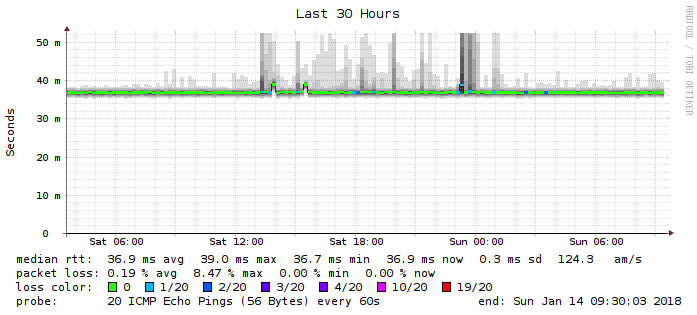 Last 30 Hours
RRDTOOL / TOBI OETIKER
Seconds
50 m
40 m
30 m
20 m
10 m
0
Sat 06:00 Sat 12:00 Sat 18:00 Sun 00:00 Sun 06:00
median rtt: 36.9 ms avg 39.0 ms max 36.7 ms min 36.9 ms now 0.3 ms sd 124.3 am/s
packet loss: 0.19 % avg 8.47 % max 0.00 % min 0.00 % now
loss color: 0 1/20 2/20 3/20 4/20 10/20 19/20
probe: 20 ICMP Echo Pings (56 Bytes) every 60s end: Sun Jan 14 09:30:03 2018